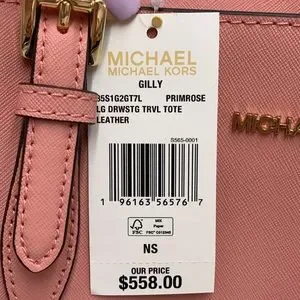 MICHAEL
MICHAEL KORS
GILLY
35S1G2GT7L PRIMROSE
LG DRWSTG TRVL TOTE
LEATHER
S565-0001
1 96163 56576 7
FSC
MIX
Paper
NS
OUR PRICE
$558.00
MICHA